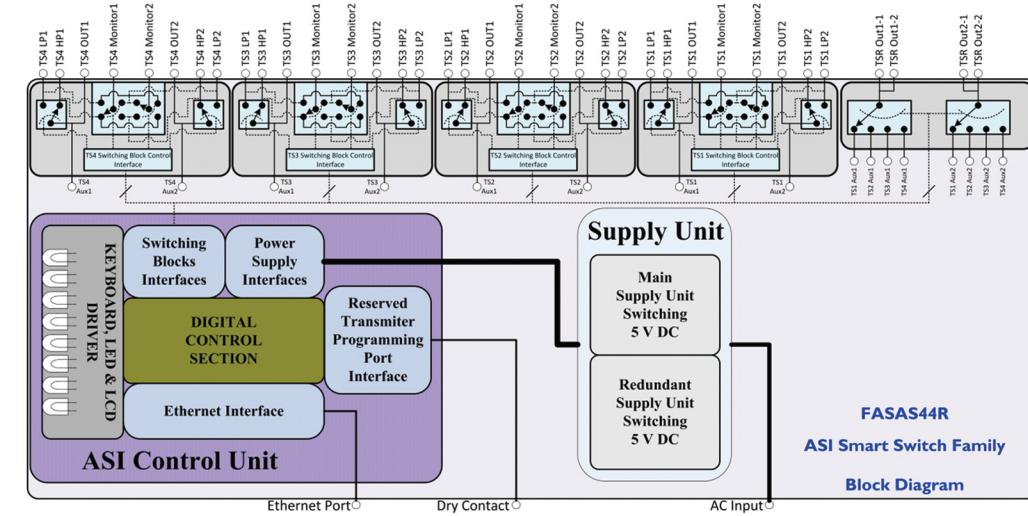 TS4 LP1
TS4 HP1
TS4 OUT1
TS4 Monitor1
TS4 Monitor2
TS4 OUT2
TS4 HP2
TS4 LP2
TS3 LP1
TS3 HP1
TS3 OUT1
TS3 Monitor1
TS3 Monitor2
TS3 OUT2
TS3 HP2
TS3 LP2
TS2 LP1
TS2 HP1
TS2 OUT1
TS2 Monitor1
TS2 Monitor2
TS2 OUT2
TS2 HP2
TS2 LP2
TS1 LP1
TS1 HP1
TS1 OUT1
TS1 Monitor1
TS1 Monitor2
TS1 OUT2
TS1 HP2
TS1 LP2
TSR Out1-1
TSR Out1-2
TSR Out2-1
TSR Out2-2
TS4 Switching Block Control
Interface
TS3 Switching Block Control
Interface
TS2 Switching Block Control
Interface
TS1 Switching Block Control
Interface
TS4
Aux1
TS4
Aux2
TS3
Aux1
TS3
Aux2
TS2
Aux1
TS2
Aux2
TS1
Aux1
TS1
Aux2
TS1 Aux1
TS2 Aux1
TS3 Aux1
TS4 Aux1
TS1 Aux2
TS2 Aux2
TS3 Aux2
TS4 Aux2
KEYBOARD, LED & LCD
DRIVER
Switching
Blocks
Interfaces
Power
Supply
Interfaces
DIGITAL
CONTROL
SECTION
Reserved
Transmiter
Programming
Port
Interface
Ethernet Interface
ASI Control Unit
Supply Unit
Main
Supply Unit
Switching
5 V DC
Redundant
Supply Unit
Switching
5 V DC
FASAS44R
ASI Smart Switch Family
Block Diagram
Ethernet Port
Dry Contact
AC Input